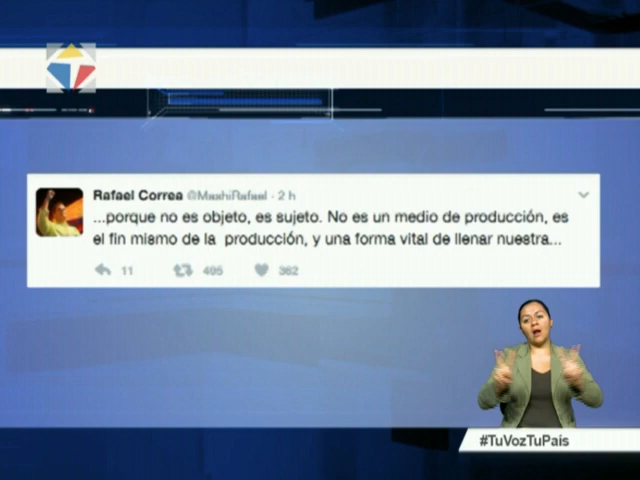 Rafael Correa @MashiRafael · 2 h
...porque no es objeto, es sujeto. No es un medio de producción, es
el fin mismo de la producción, y una forma vital de llenar nuestra...
11 495 362
#TuVozTuPaís